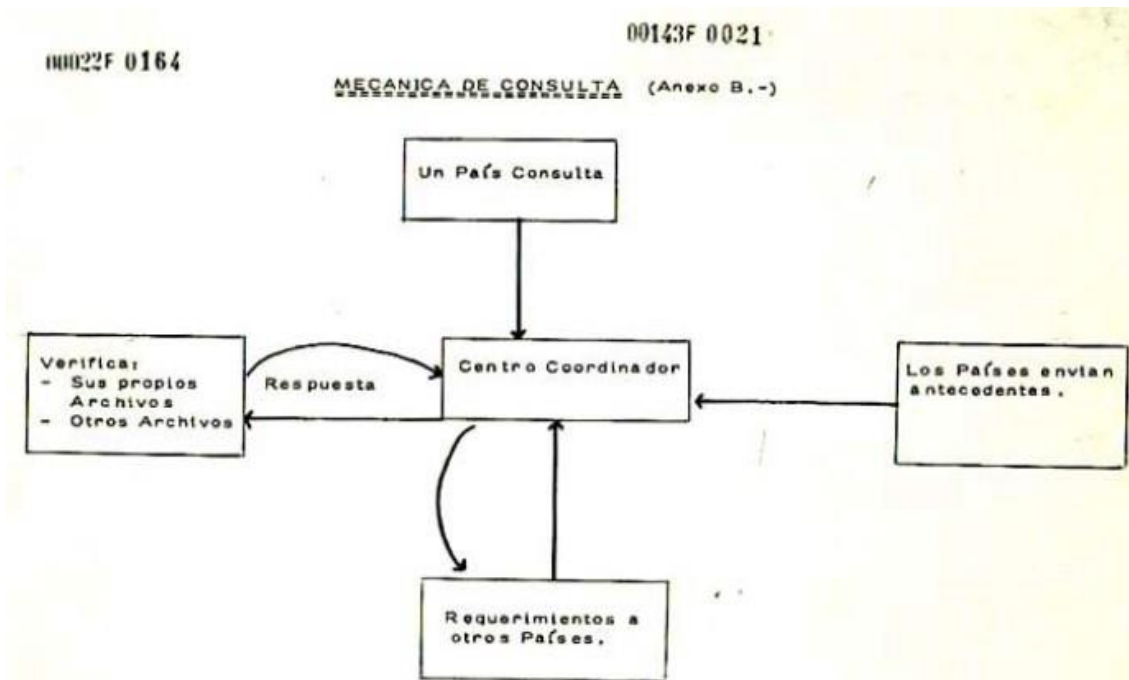 00143F 0021
00022F 0164
MECANICA DE CONSULTA (Anexo B.-)
Un País Consulta
Verifica:
- Sus propios
Archivos
- Otros Archivos
Respuesta
Centro Coordinador
Los Países envian
antecedentes.
Requerimientos a
otros Países.